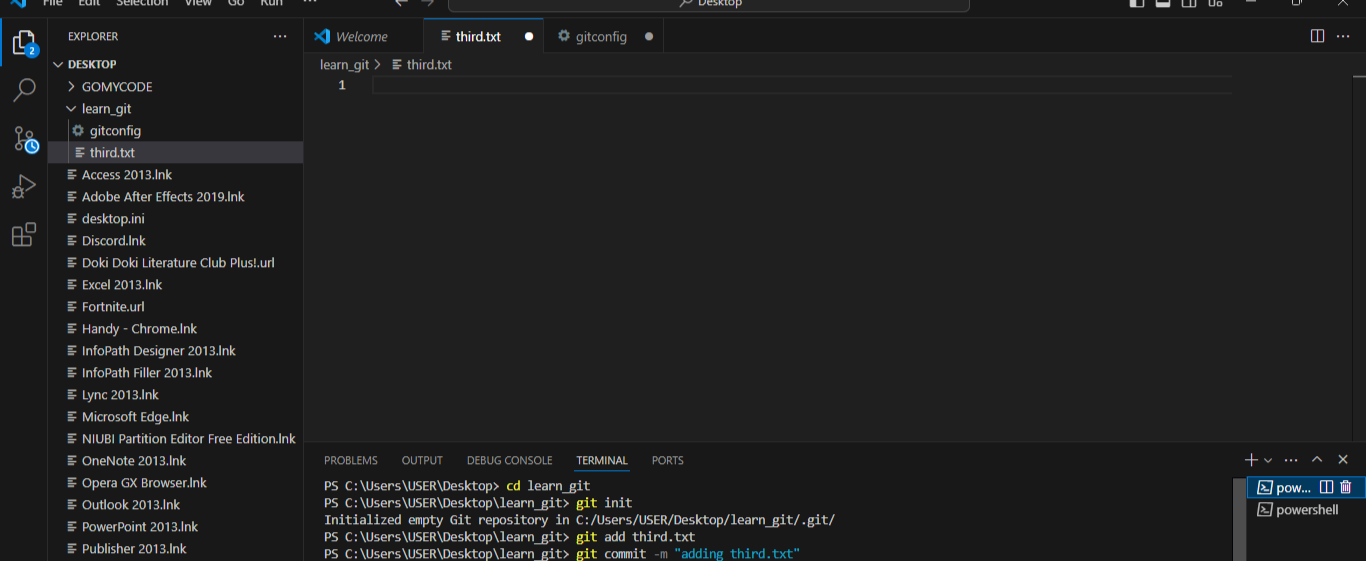 File Edit Selection View Go Run ...
Desktop
EXPLORER ...
Welcome third.txt gitconfig
DESKTOP
learn_git > third.txt
1
GOMYCODE
learn_git
gitconfig
third.txt
Access 2013.lnk
Adobe After Effects 2019.lnk
desktop.ini
Discord.lnk
Doki Doki Literature Club Plus!.url
Excel 2013.lnk
Fortnite.url
Handy - Chrome.lnk
InfoPath Designer 2013.lnk
InfoPath Filler 2013.lnk
Lync 2013.lnk
Microsoft Edge.lnk
NIUBI Partition Editor Free Edition.lnk
OneNote 2013.lnk
Opera GX Browser.lnk
Outlook 2013.lnk
PowerPoint 2013.lnk
Publisher 2013.lnk
2
PROBLEMS OUTPUT DEBUG CONSOLE TERMINAL PORTS
PS C:\Users\USER\Desktop> cd learn_git
PS C:\Users\USER\Desktop\learn_git> git init
Initialized empty Git repository in C:/Users/USER/Desktop/learn_git/.git/
PS C:\Users\USER\Desktop\learn_git> git add third.txt
PS C:\Users\USER\Desktop\learn_git> git commit -m "adding third.txt"
pow...
powershell